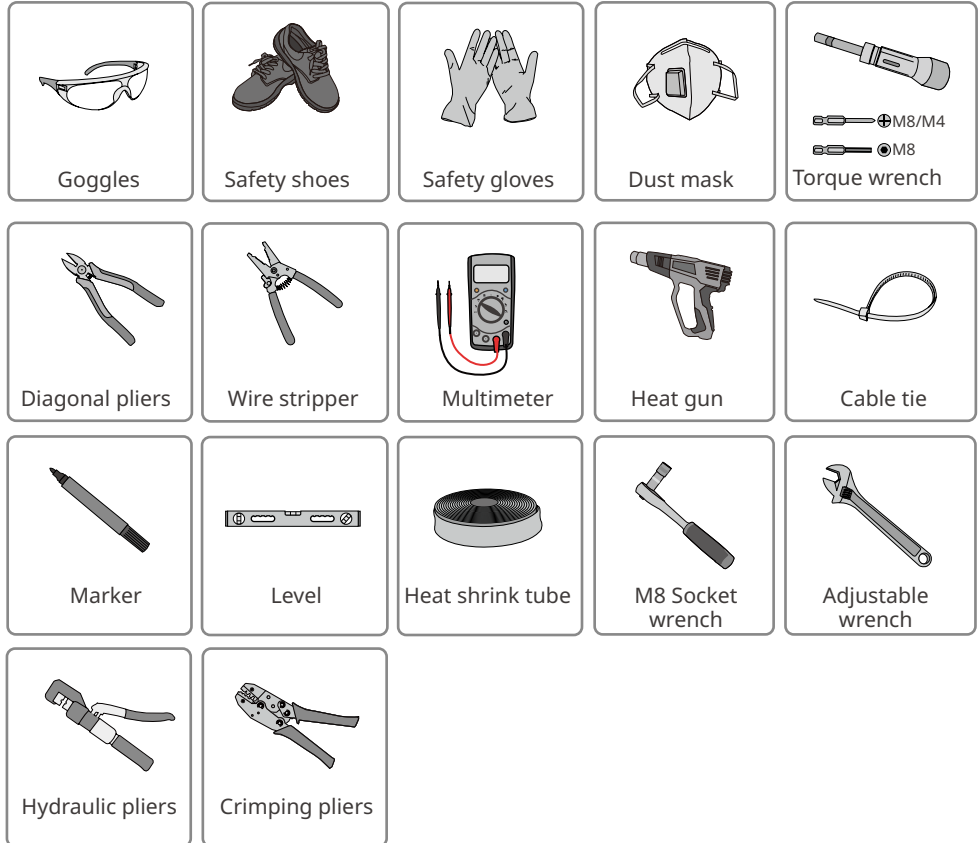 Goggles
Safety shoes
Safety gloves
Dust mask
M8/M4
M8
Torque wrench
Diagonal pliers
Wire stripper
Multimeter
Heat gun
Cable tie
Marker
Level
Heat shrink tube
M8 Socket
wrench
Adjustable
wrench
Hydraulic pliers
Crimping pliers